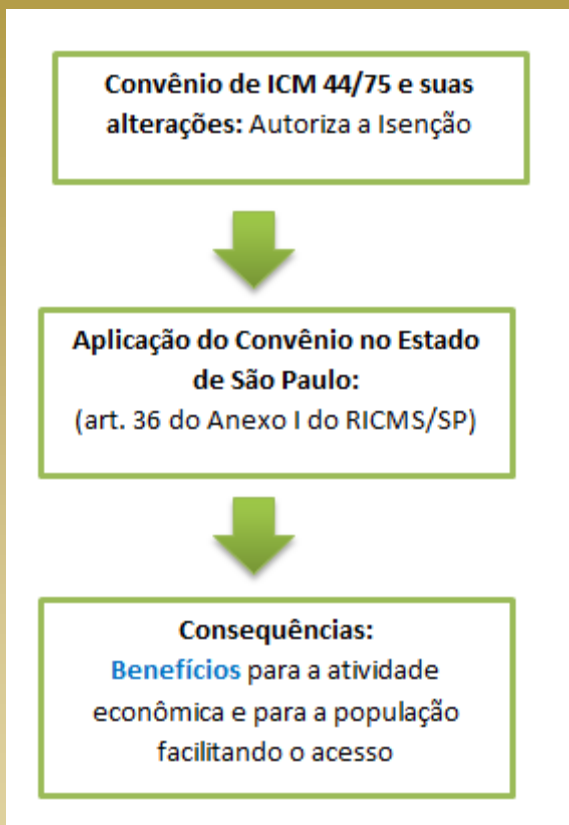 Convênio de ICM 44/75 e suas
alterações: Autoriza a Isenção
Aplicação do Convênio no Estado
de São Paulo:
(art. 36 do Anexo I do RICMS/SP)
Consequências:
Benefícios para a atividade
econômica e para a população
facilitando o acesso